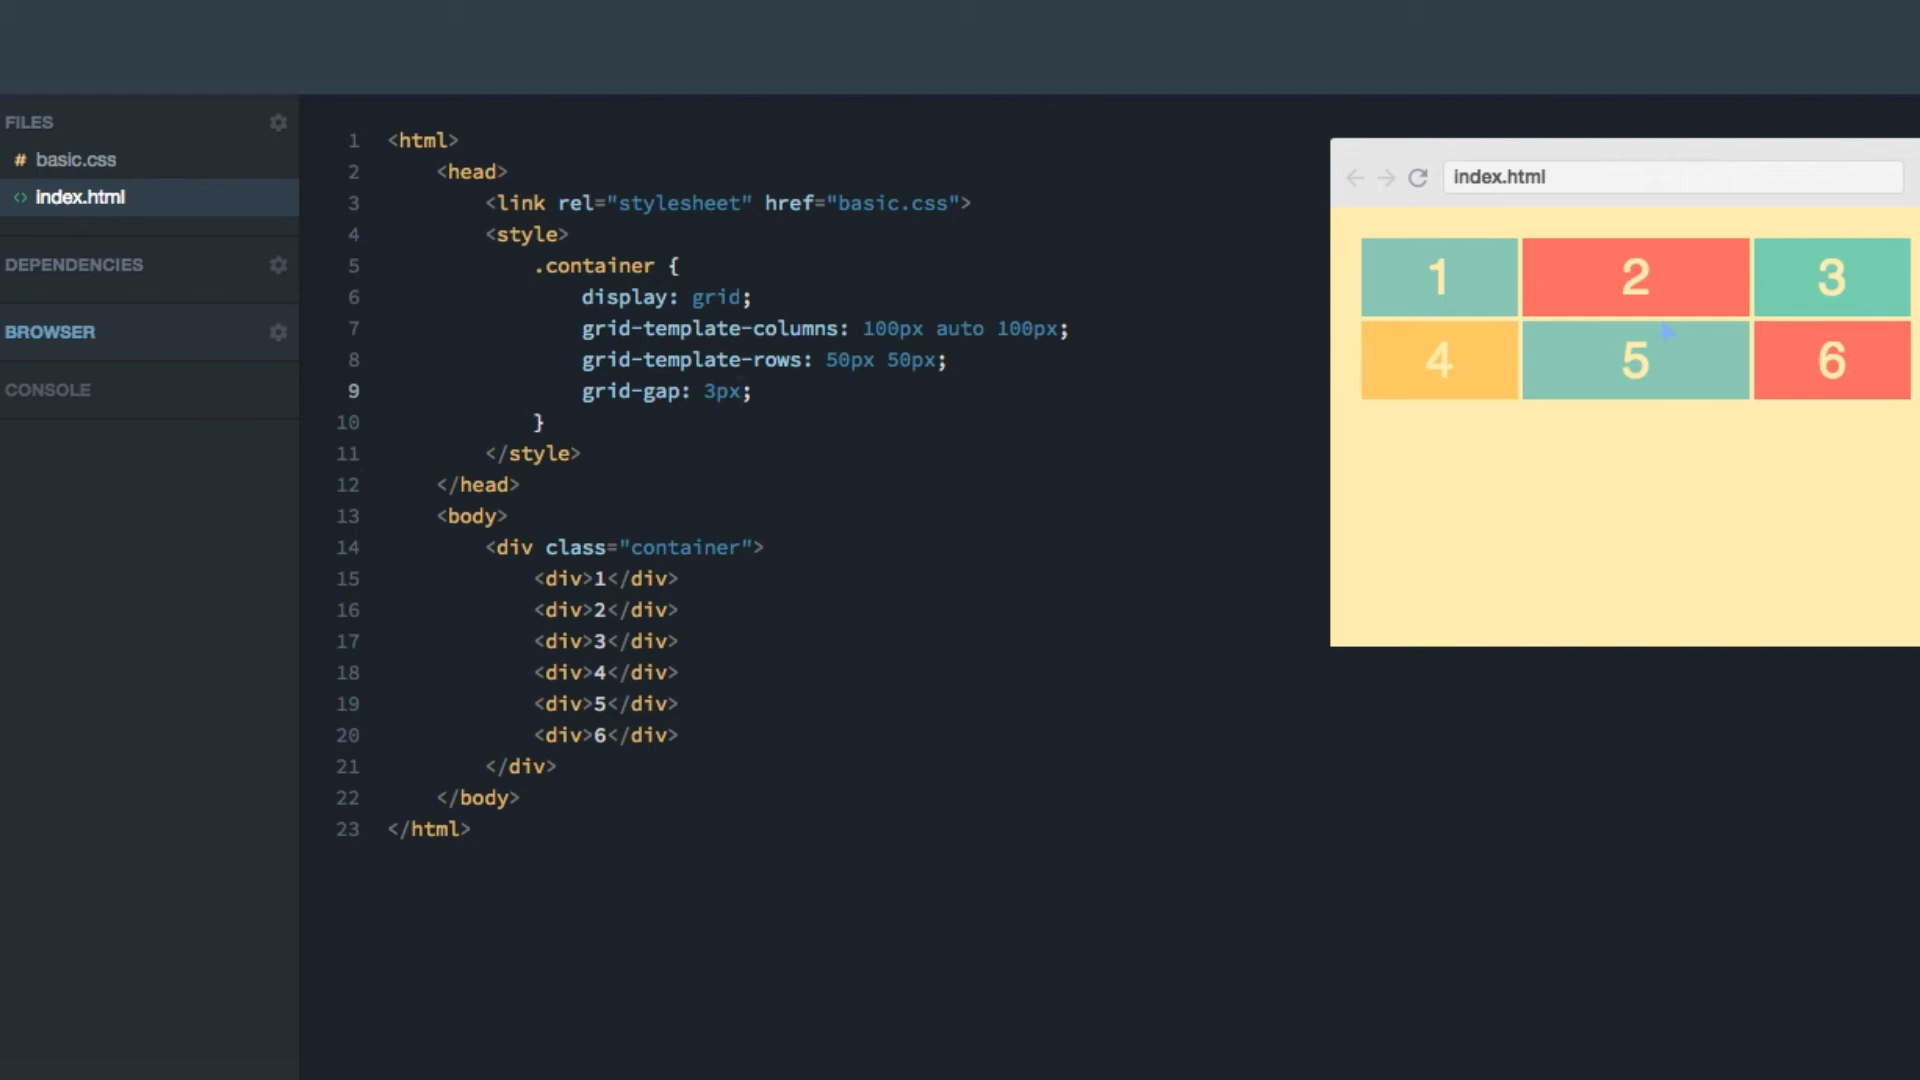 FILES
# basic.css
<> index.html
DEPENDENCIES
BROWSER
CONSOLE
1 <html>
2 <head>
3 <link rel="stylesheet" href="basic.css">
4 <style>
5 .container {
6 display: grid;
7 grid-template-columns: 100px auto 100px;
8 grid-template-rows: 50px 50px;
9 grid-gap: 3px;
10 }
11 </style>
12 </head>
13 <body>
14 <div class="container">
15 <div>1</div>
16 <div>2</div>
17 <div>3</div>
18 <div>4</div>
19 <div>5</div>
20 <div>6</div>
21 </div>
22 </body>
23 </html>
index.html
1 2 3
4 5 6